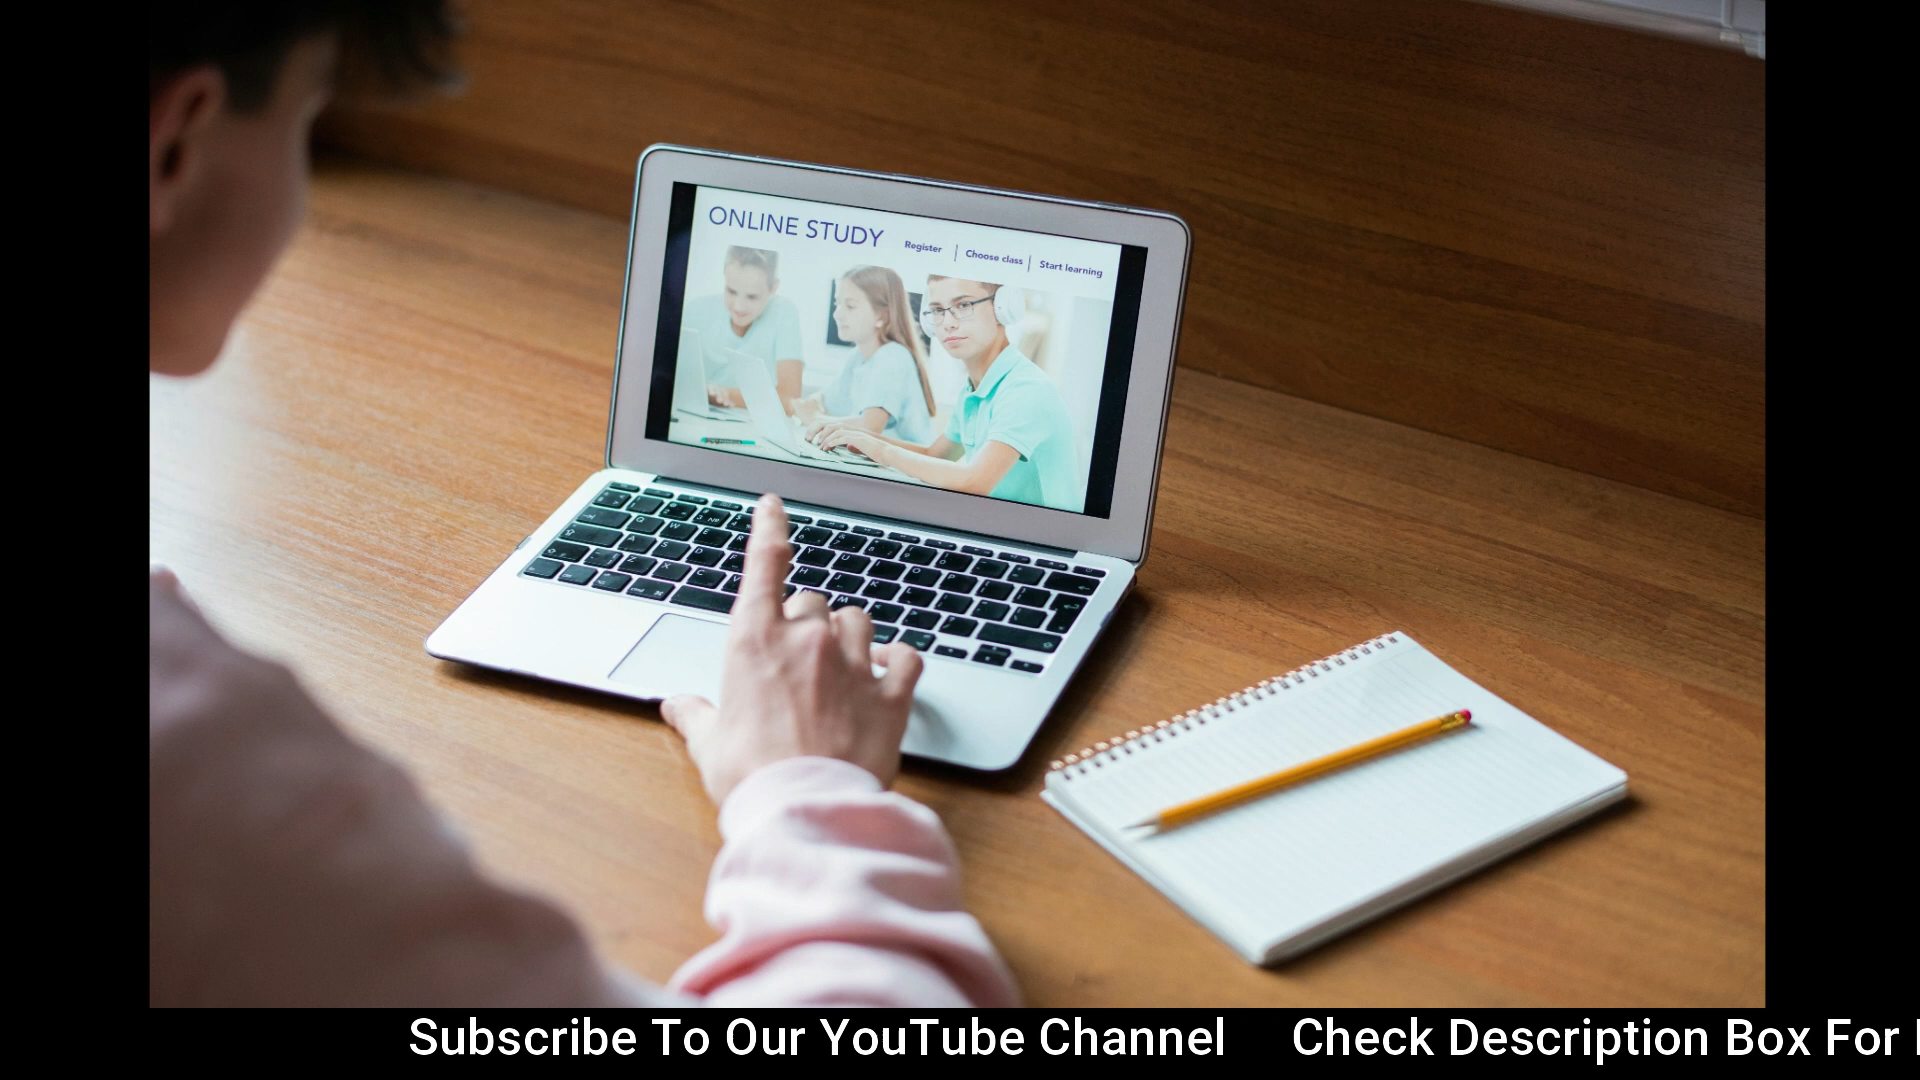 ONLINE STUDY
Register | Choose class | Start learning
Subscribe To Our YouTube Channel Check Description Box For